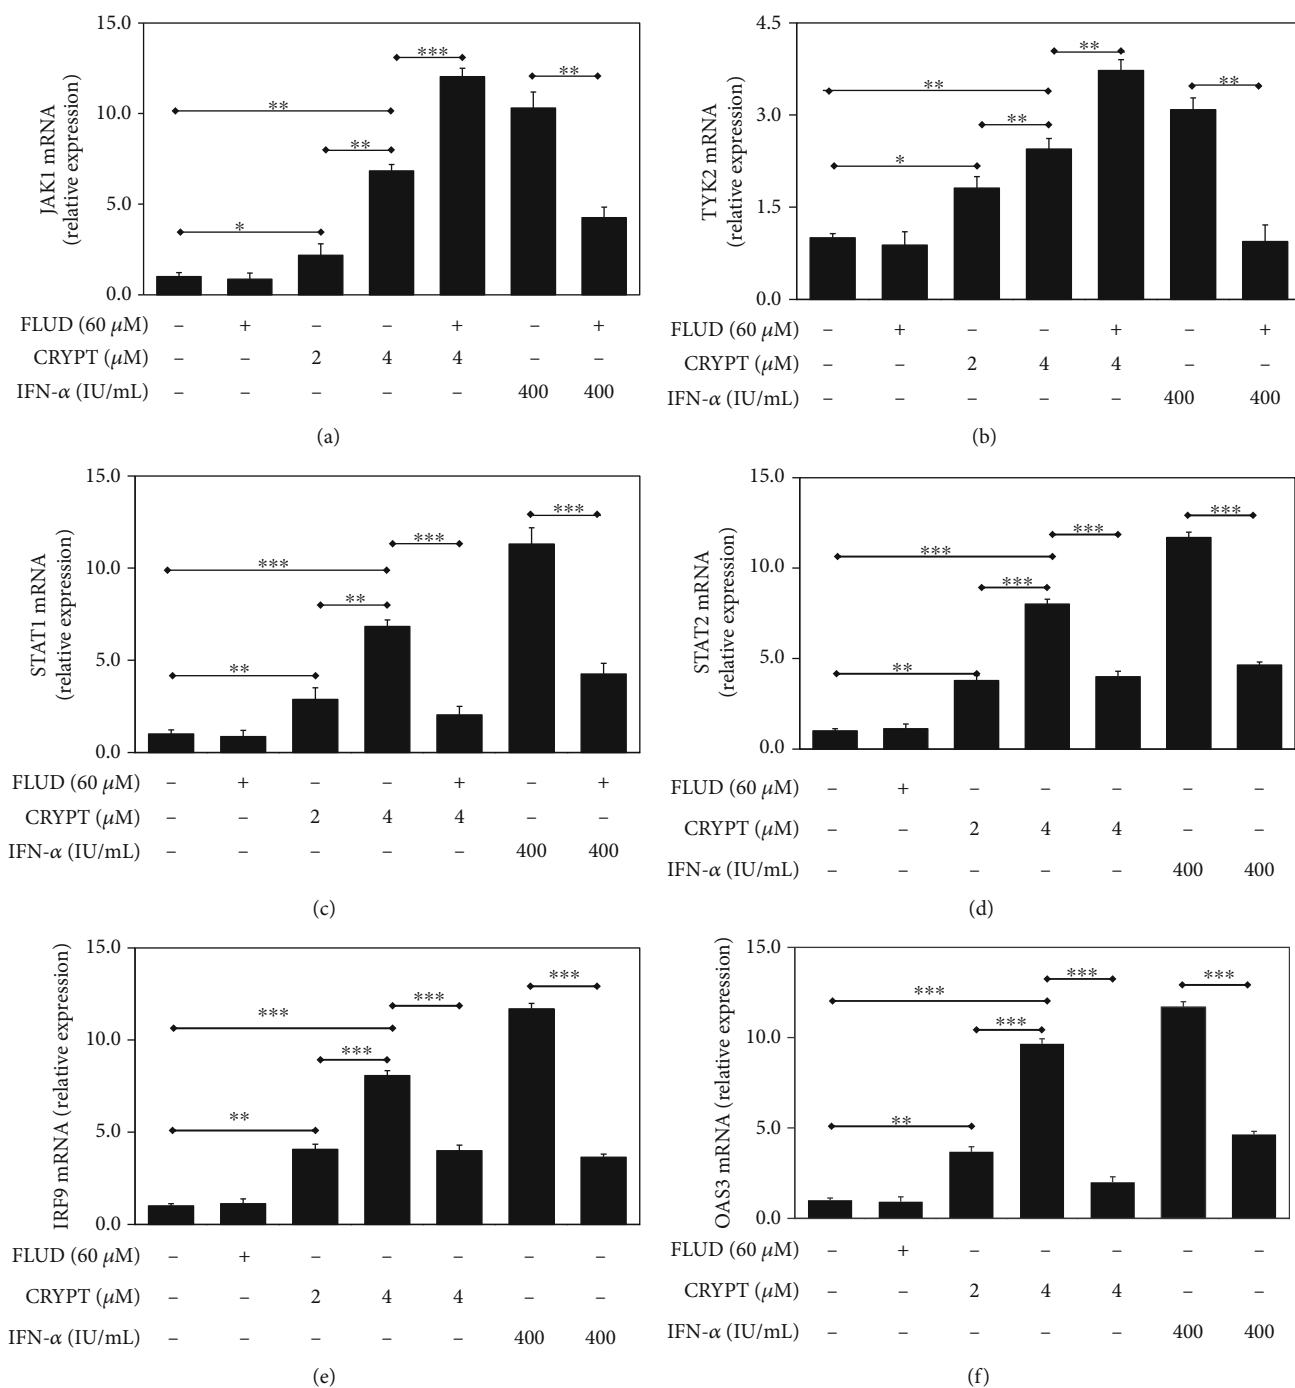 15.0
10.0
5.0
0.0
JAK1 mRNA
(relative expression)
*
**
**
***
**
FLUD (60 μM) – + – – + – +
CRYPT (μM) – – 2 4 4 – –
IFN-α (IU/mL) – – – – – 400 400
(a)
4.5
3.0
1.5
0.0
TYK2 mRNA
(relative expression)
*
**
**
**
**
FLUD (60 μM) – + – – + – +
CRYPT (μM) – – 2 4 4 – –
IFN-α (IU/mL) – – – – – 400 400
(b)
15.0
10.0
5.0
0.0
STAT1 mRNA
(relative expression)
**
***
**
***
***
FLUD (60 μM) – + – – + – +
CRYPT (μM) – – 2 4 4 – –
IFN-α (IU/mL) – – – – – 400 400
(c)
15.0
10.0
5.0
0.0
STAT2 mRNA
(relative expression)
**
***
***
***
***
FLUD (60 μM) – + – – – – –
CRYPT (μM) – – 2 4 4 – –
IFN-α (IU/mL) – – – – – 400 400
(d)
15.0
10.0
5.0
0.0
IRF9 mRNA (relative expression)
**
***
***
***
***
FLUD (60 μM) – + – – – – –
CRYPT (μM) – – 2 4 4 – –
IFN-α (IU/mL) – – – – – 400 400
(e)
15.0
10.0
5.0
0.0
OAS3 mRNA (relative expression)
**
***
***
***
***
FLUD (60 μM) – + – – – – –
CRYPT (μM) – – 2 4 4 – –
IFN-α (IU/mL) – – – – – 400 400
(f)